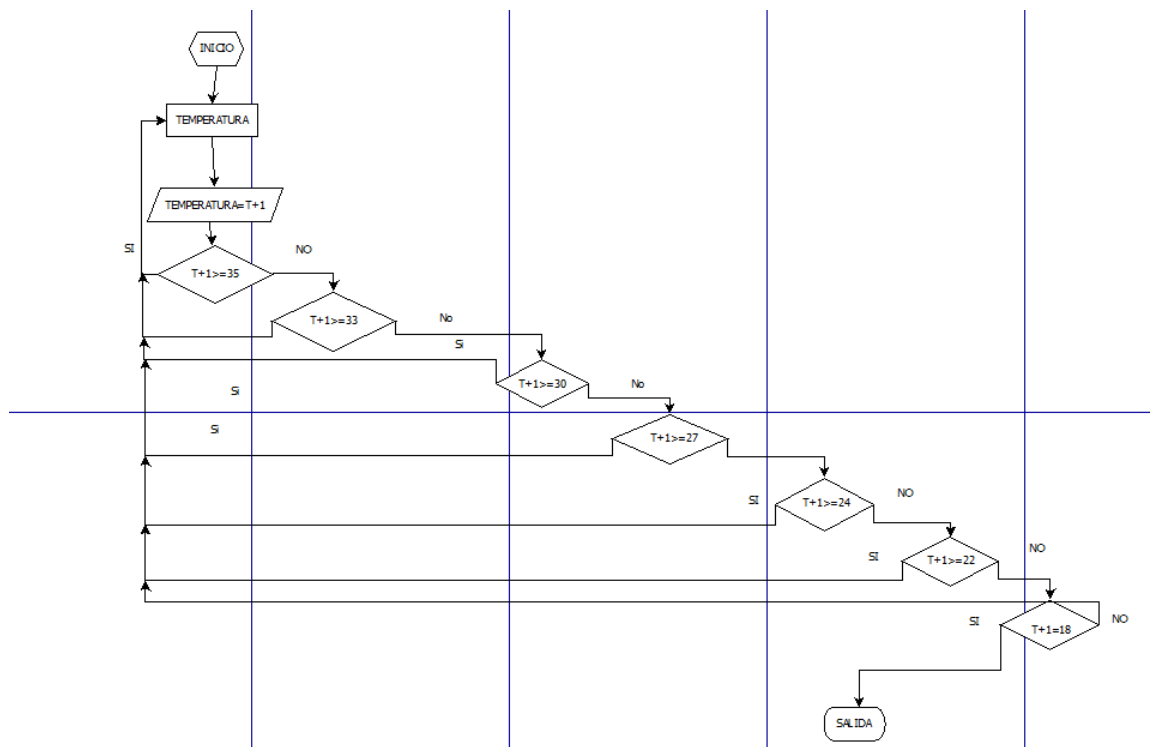 INICIO
TEMPERATURA
TEMPERATURA=T+1
SI
NO
T+1>=35
T+1>=33
No
Si
T+1>=30
No
Si
Si
T+1>=27
SI
T+1>=24
NO
SI
T+1>=22
NO
SI
T+1=18
NO
SALIDA